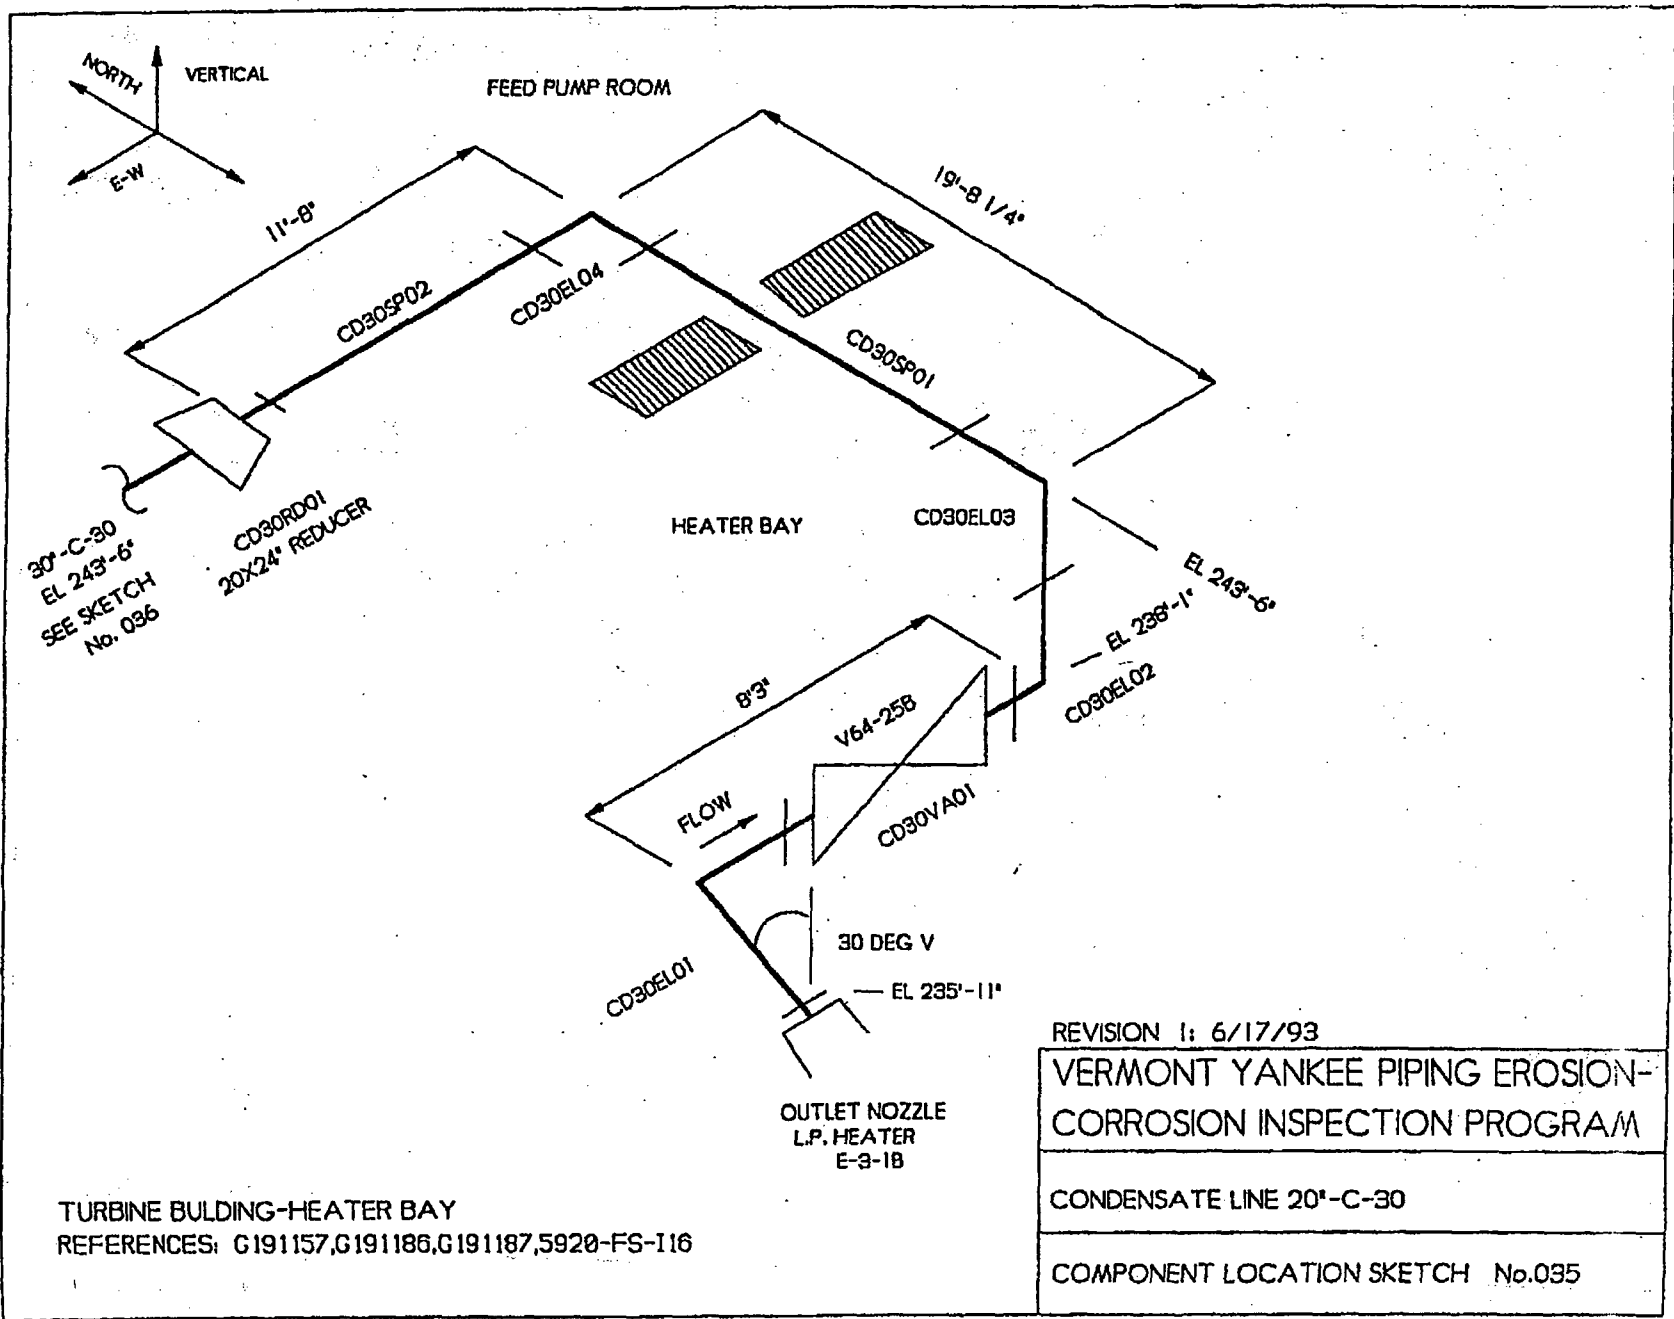 NORTH
VERTICAL
E-W
FEED PUMP ROOM
11'-8"
19'-8 1/4"
CD30SP02
CD30EL04
CD30SP01
30"-C-30
EL 243'-6"
SEE SKETCH
No. 036
CD30RD01
20X24" REDUCER
HEATER BAY
CD30EL03
EL 243'-6"
EL 238'-1"
CD30EL02
8'3"
V64-25B
FLOW
CD30VA01
30 DEG V
CD30EL01
EL 235'-11"
OUTLET NOZZLE
L.P. HEATER
E-3-1B
TURBINE BULDING-HEATER BAY
REFERENCES: G191157,G191186,G191187,5920-FS-I16
REVISION 1: 6/17/93
VERMONT YANKEE PIPING EROSION-
CORROSION INSPECTION PROGRAM
CONDENSATE LINE 20"-C-30
COMPONENT LOCATION SKETCH No.035